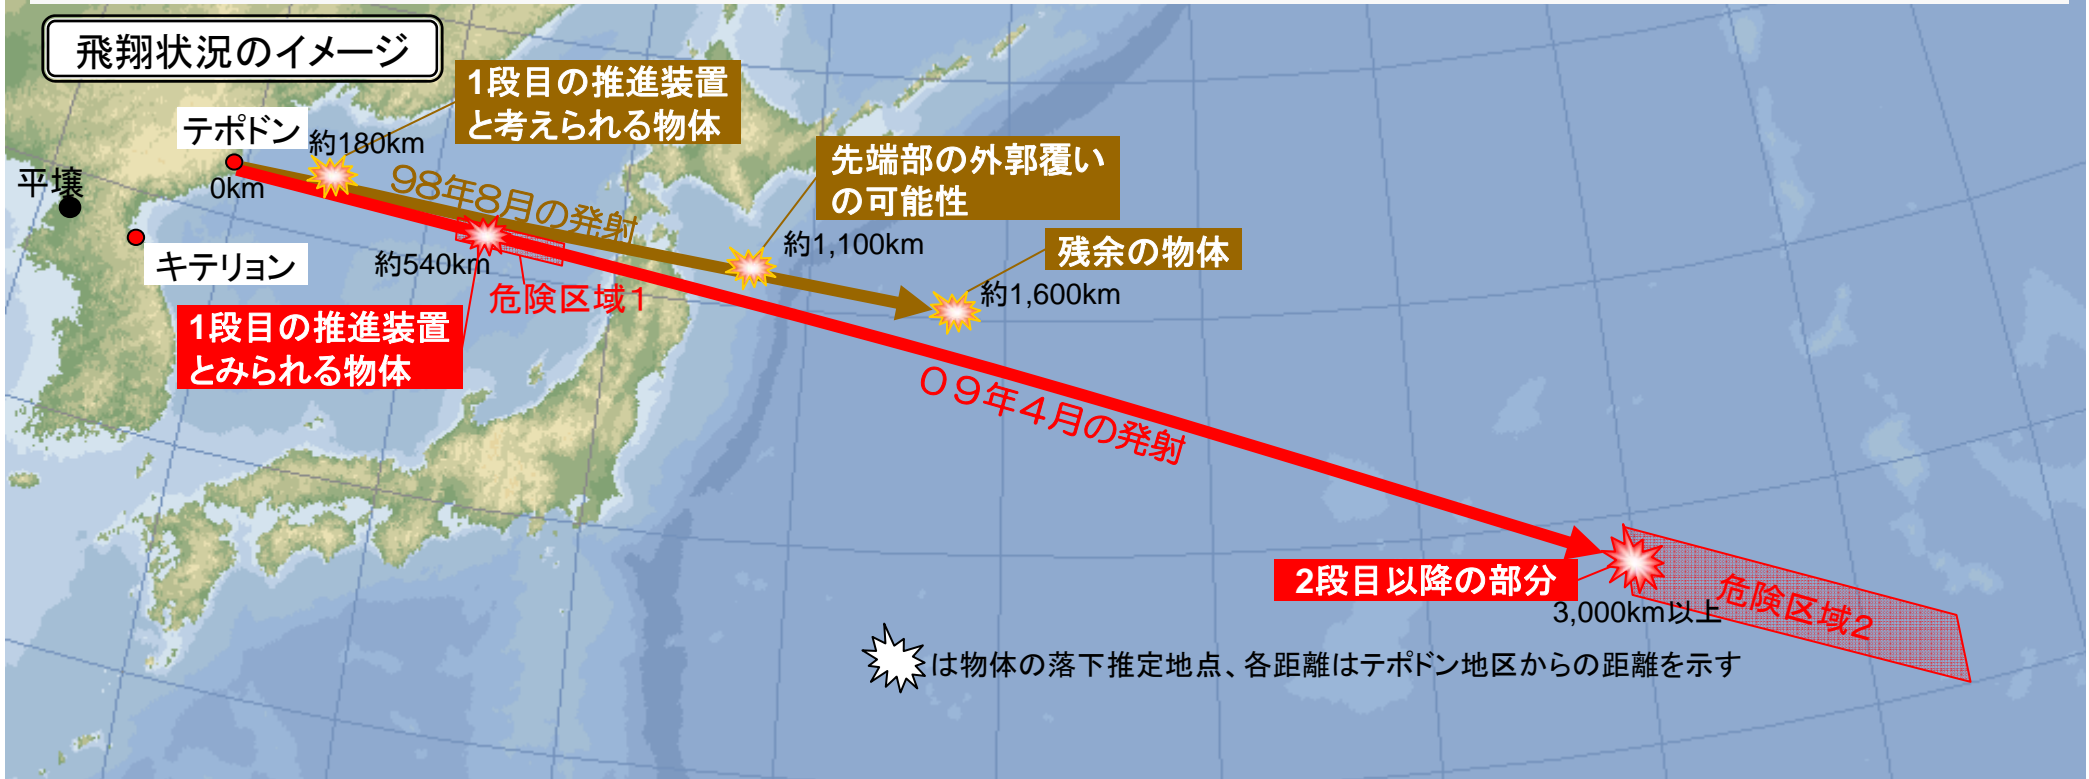 飛翔状況のイメージ
1段目の推進装置
と考えられる物体
テポドン
約180km
先端部の外郭覆い
の可能性
平壌
0km
98年8月の発射
約1,100km
残余の物体
キテリョン
約540km
危険区域1
約1,600km
1段目の推進装置
とみられる物体
０９年４月の発射
2段目以降の部分
3,000km以上
危険区域2
は物体の落下推定地点、各距離はテポドン地区からの距離を示す